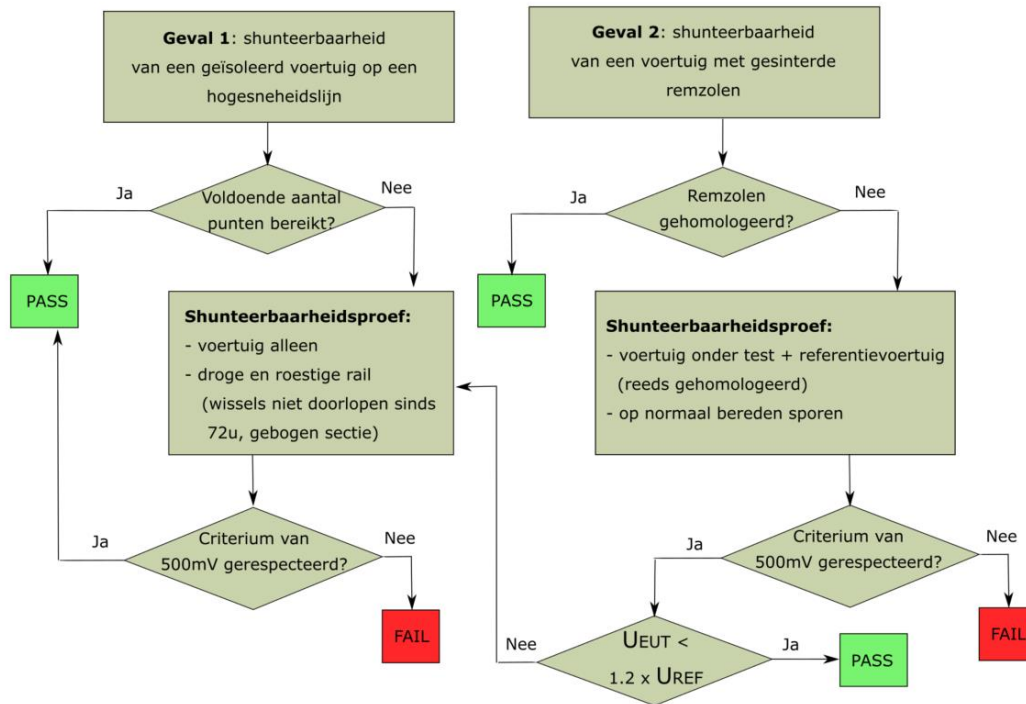 Geval 1: shunteerbaarheid
van een geïsoleerd voertuig op een
hogesneheidslijn
Ja
Voldoende aantal
punten bereikt?
Nee
PASS
Shunteerbaarheidsproef:
- voertuig alleen
- droge en roestige rail
(wissels niet doorlopen sinds
72u, gebogen sectie)
Ja
Criterium van
500mV gerespecteerd?
Nee
FAIL
Geval 2: shunteerbaarheid
van een voertuig met gesinterde
remzolen
Ja
Remzolen
gehomologeerd?
Nee
PASS
Shunteerbaarheidsproef:
- voertuig onder test + referentievoertuig
(reeds gehomologeerd)
- op normaal bereden sporen
Ja
Criterium van
500mV gerespecteerd?
Nee
FAIL
Nee
UEUT <
1.2 x UREF
Ja
PASS